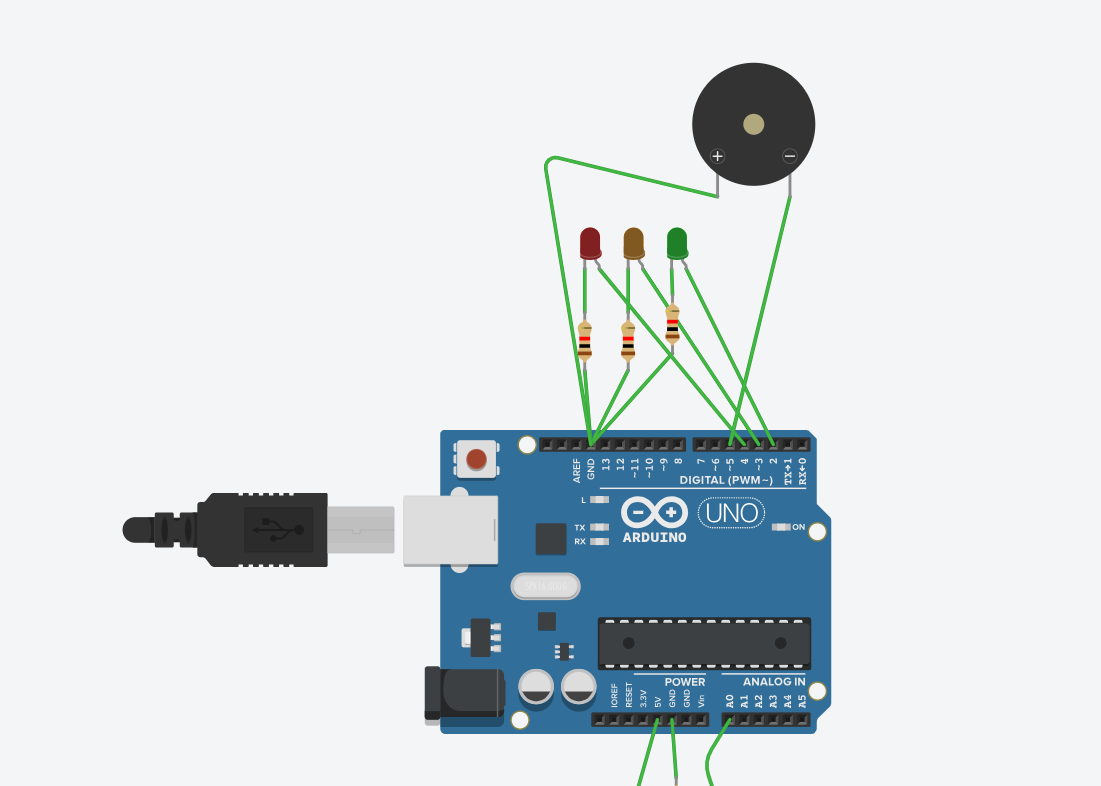 + −
AREF
GND
13
12
~11
~10
~9
8
7
~6
~5
4
~3
2
TX→1
RX←0
DIGITAL (PWM~)
L
TX
RX
ARDUINO
UNO
ON
POWER
ANALOG IN
IOREF
RESET
3.3V
5V
GND
GND
Vin
A0
A1
A2
A3
A4
A5